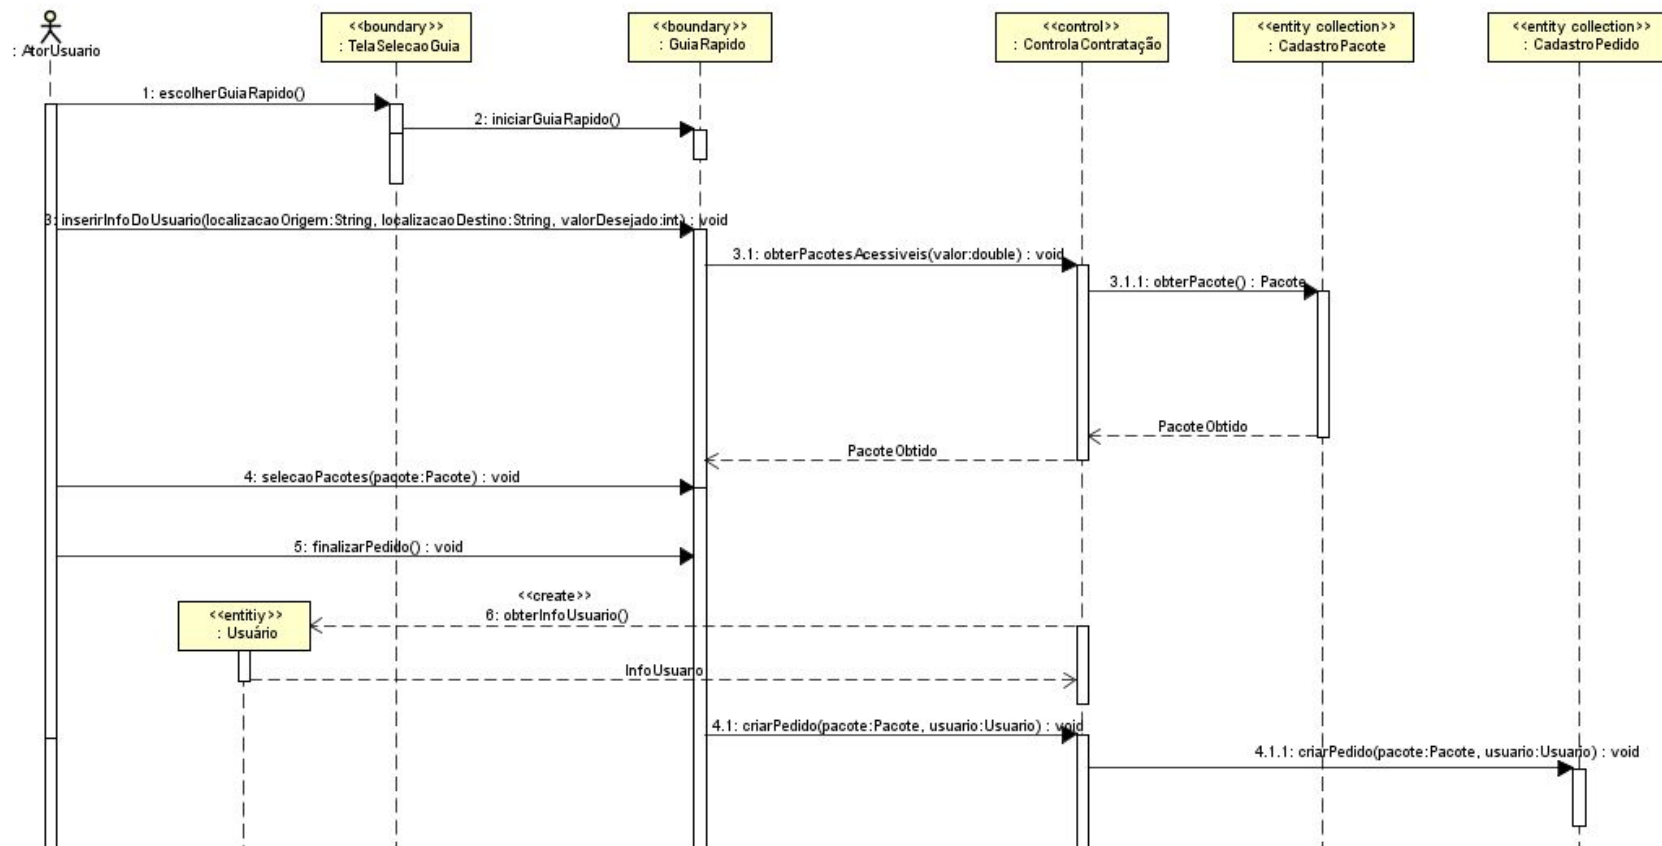 : AtorUsuario
<<boundary>>
: TelaSelecaoGuia
<<boundary>>
: GuiaRapido
<<control>>
: ControlaContratação
<<entity collection>>
: CadastroPacote
<<entity collection>>
: CadastroPedido
1: escolherGuiaRapido()
2: iniciarGuiaRapido()
3: inserirInfoDoUsuario(localizacaoOrigem:String, localizacaoDestino:String, valorDesejado:int) : void
3.1: obterPacotesAcessiveis(valor:double) : void
3.1.1: obterPacote() : Pacote
PacoteObtido
PacoteObtido
4: selecaoPacotes(pacote:Pacote) : void
5: finalizarPedido() : void
<<create>>
6: obterInfoUsuario()
<<entitiy>>
: Usuário
InfoUsuario
4.1: criarPedido(pacote:Pacote, usuario:Usuario) : void
4.1.1: criarPedido(pacote:Pacote, usuario:Usuario) : void